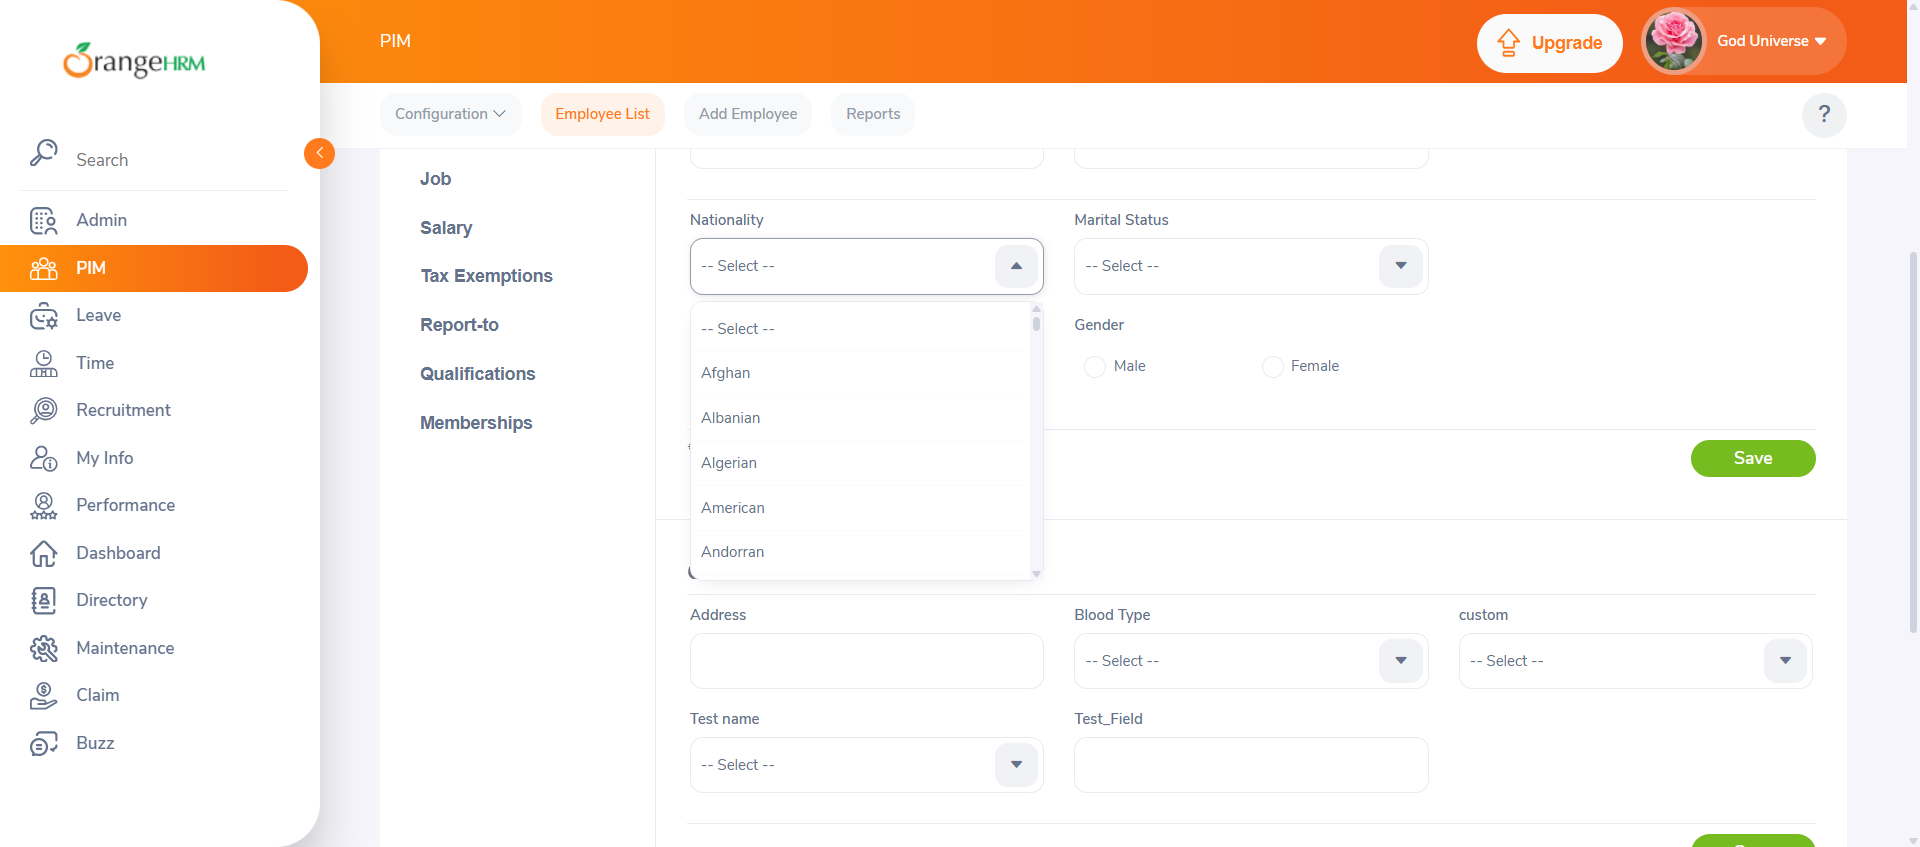 OrangeHRM
PIM
Upgrade
God Universe
Configuration
Employee List
Add Employee
Reports
?
Search
Admin
PIM
Leave
Time
Recruitment
My Info
Performance
Dashboard
Directory
Maintenance
Claim
Buzz
Job
Salary
Tax Exemptions
Report-to
Qualifications
Memberships
Nationality
Marital Status
-- Select --
-- Select --
-- Select --
Afghan
Albanian
Algerian
American
Andorran
Gender
Male
Female
Save
Address
Blood Type
custom
-- Select --
-- Select --
Test name
Test_Field
-- Select --